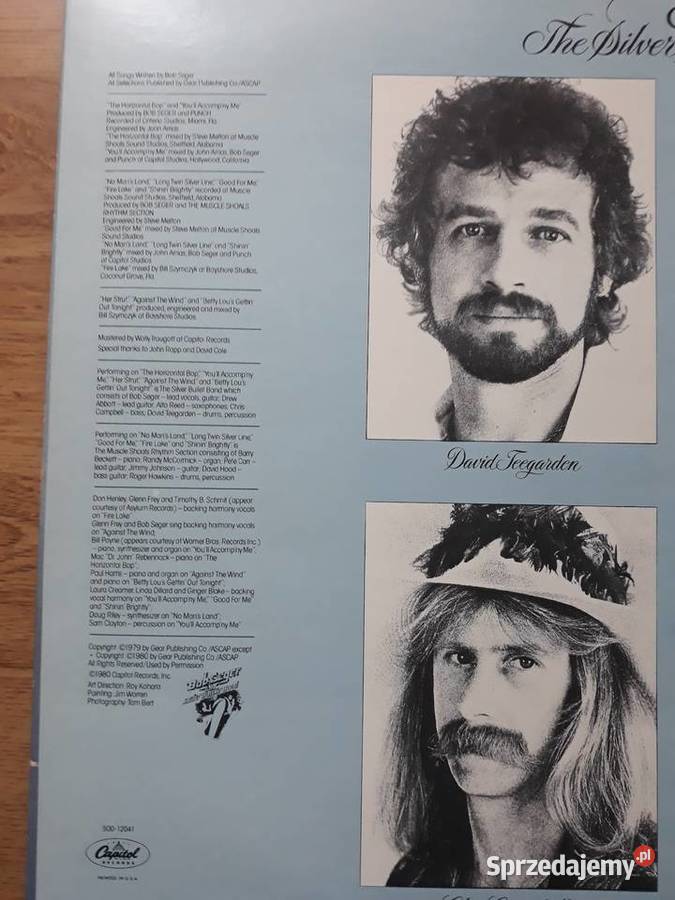 The Silver
All Songs Written by Bob Seger
All Selections Published by Gear Publishing Co./ASCAP
"The Horizontal Bop" and "You'll Accomp'ny Me"
Produced by BOB SEGER and PUNCH
Recorded at Criteria Studios, Miami, Fla.
Engineered by John Arnas
"The Horizontal Bop" mixed by Steve Melton at Muscle
Shoals Sound Studios, Sheffield, Alabama
"You'll Accomp'ny Me" mixed by John Arnas, Bob Seger
and Punch at Capitol Studios, Hollywood, California
"No Man's Land," "Long Twin Silver Line," "Good For Me,"
"Fire Lake" and "Shinin' Brightly" recorded at Muscle
Shoals Sound Studios, Sheffield, Alabama
Produced by BOB SEGER and THE MUSCLE SHOALS
RHYTHM SECTION
Engineered by Steve Melton
"Good For Me" mixed by Steve Melton at Muscle Shoals
Sound Studios
"No Man's Land," "Long Twin Silver Line" and "Shinin'
Brightly" mixed by John Arnas, Bob Seger and Punch
at Capitol Studios
"Fire Lake" mixed by Bill Szymczyk at Bayshore Studios,
Coconut Grove, Fla.
"Her Strut," "Against The Wind" and "Betty Lou's Gettin'
Out Tonight" produced, engineered and mixed by
Bill Szymczyk at Bayshore Studios
Mastered by Wally Traugott at Capitol Records
Special thanks to John Rapp and David Cole
Performing on "The Horizontal Bop," "You'll Accomp'ny
Me," "Her Strut," "Against The Wind" and "Betty Lou's
Gettin' Out Tonight" is The Silver Bullet Band which
consists of Bob Seger – lead vocals, guitar; Drew
Abbott – lead guitar; Alto Reed – saxophones; Chris
Campbell – bass; David Teegarden – drums, percussion
Performing on "No Man's Land," "Long Twin Silver Line,"
"Good For Me," "Fire Lake" and "Shinin' Brightly" is
The Muscle Shoals Rhythm Section consisting of Barry
Beckett – piano; Randy McCormick – organ; Pete Carr –
lead guitar; Jimmy Johnson – guitar; David Hood –
bass guitar; Roger Hawkins – drums, percussion
Don Henley, Glenn Frey and Timothy B. Schmit (appear
courtesy of Asylum Records) – backing harmony vocals
on "Fire Lake"
Glenn Frey and Bob Seger sing backing harmony vocals
on "Against The Wind"
Bill Payne (appears courtesy of Warner Bros. Records Inc.)
– piano, synthesizer and organ on "You'll Accomp'ny Me";
Mac "Dr. John" Rebennack – piano on "The
Horizontal Bop";
Paul Harris – piano and organ on "Against The Wind"
and piano on "Betty Lou's Gettin' Out Tonight";
Laura Creamer, Linda Dillard and Ginger Blake – backing
vocal harmony on "You'll Accomp'ny Me," "Good For Me"
and "Shinin' Brightly"
Doug Riley – synthesizer on "No Man's Land";
Sam Clayton – percussion on "You'll Accomp'ny Me"
Copyright ©1979 by Gear Publishing Co./ASCAP except
• Copyright ©1980 by Gear Publishing Co./ASCAP
All Rights Reserved/Used by Permission
©1980 Capitol Records, Inc.
Art Direction: Roy Kohara
Painting: Jim Warren
Photography: Tom Bert
Bob Seger
SOO-12041
Capitol
RECORDS
David Teegarden
Sprzedajemy.pl